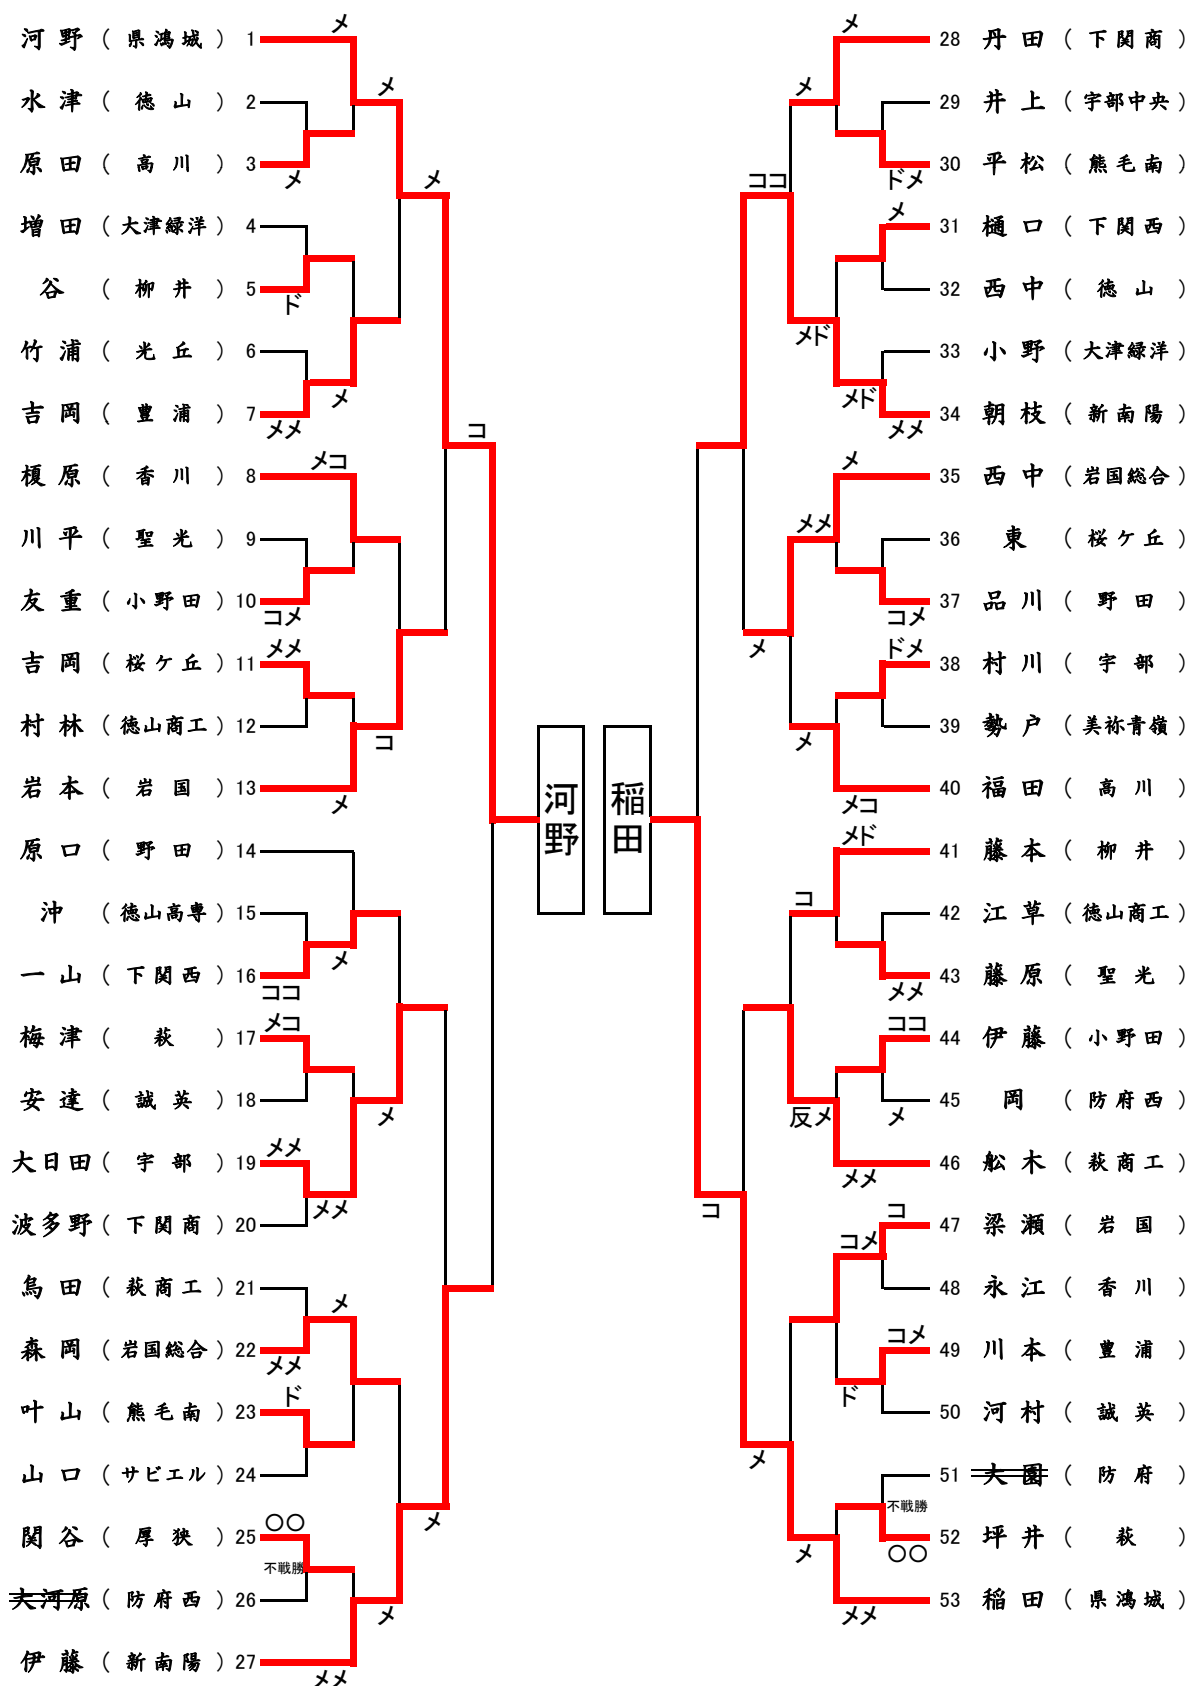 メ
河野 ( 県鴻城 ) 1
メ
水津 ( 徳山 ) 2
原田 ( 高川 ) 3
メ
メ
増田 ( 大津緑洋 ) 4
谷 ( 柳井 ) 5
ド
竹浦 ( 光丘 ) 6
メ
吉岡 ( 豊浦 ) 7
メメ
コ
メコ
榎原 ( 香川 ) 8
川平 ( 聖光 ) 9
友重 ( 小野田 ) 10
コメ
メメ
吉岡 ( 桜ケ丘 ) 11
村林 ( 徳山商工 ) 12
コ
岩本 ( 岩国 ) 13
メ
原口 ( 野田 ) 14
沖 ( 徳山高専 ) 15
メ
一山 ( 下関西 ) 16
ココ
メコ
梅津 ( 萩 ) 17
安達 ( 誠英 ) 18
メ
メメ
大日田 ( 宇部 ) 19
メメ
波多野 ( 下関商 ) 20
烏田 ( 萩商工 ) 21
メ
森岡 ( 岩国総合 ) 22
メメ
ド
叶山 ( 熊毛南 ) 23
山口 ( サビエル ) 24
メ
〇〇
関谷 ( 厚狭 ) 25
不戦勝
大河原 ( 防府西 ) 26
メ
伊藤 ( 新南陽 ) 27
メメ
河野
稲田
メ
28 丹田 ( 下関商 )
メ
29 井上 ( 宇部中央 )
30 平松 ( 熊毛南 )
ドメ
ココ
メ
31 樋口 ( 下関西 )
32 西中 ( 徳山 )
メド
33 小野 ( 大津緑洋 )
メド
34 朝枝 ( 新南陽 )
メメ
メ
35 西中 ( 岩国総合 )
メメ
36 東 ( 桜ケ丘 )
37 品川 ( 野田 )
コメ
メ
ドメ
38 村川 ( 宇部 )
39 勢戸 ( 美祢青嶺 )
メ
40 福田 ( 高川 )
メコ
メド
41 藤本 ( 柳井 )
コ
42 江草 ( 徳山商工 )
43 藤原 ( 聖光 )
メメ
ココ
44 伊藤 ( 小野田 )
45 岡 ( 防府西 )
メ
反メ
46 舩木 ( 萩商工 )
メメ
コ
コ
47 梁瀬 ( 岩国 )
コメ
48 永江 ( 香川 )
コメ
49 川本 ( 豊浦 )
ド
50 河村 ( 誠英 )
メ
51 大園 ( 防府 )
不戦勝
52 坪井 ( 萩 )
〇〇
メ
53 稲田 ( 県鴻城 )
メメ